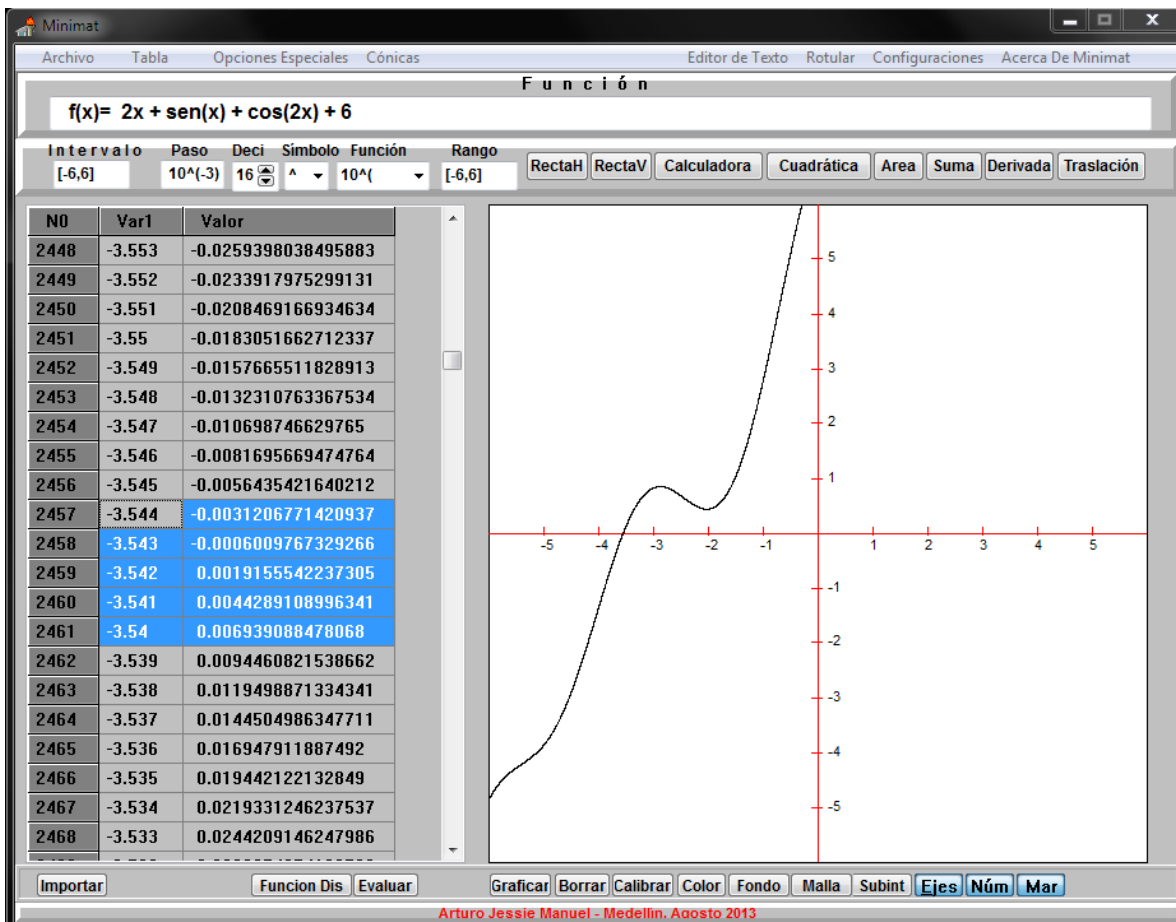 Minimat
Archivo Tabla Opciones Especiales Cónicas Editor de Texto Rotular Configuraciones Acerca De Minimat
Función
f(x)= 2x + sen(x) + cos(2x) + 6
Intervalo Paso Deci Simbolo Función Rango
[-6,6] 10^(-3) 16 ^ 10^( [-6,6] RectaH RectaV Calculadora Cuadrática Area Suma Derivada Traslación
N0 Var1 Valor
2448 -3.553 -0.0259398038495883
2449 -3.552 -0.0233917975299131
2450 -3.551 -0.0208469166934634
2451 -3.55 -0.0183051662712337
2452 -3.549 -0.0157665511828913
2453 -3.548 -0.0132310763367534
2454 -3.547 -0.010698746629765
2455 -3.546 -0.0081695669474764
2456 -3.545 -0.0056435421640212
2457 -3.544 -0.0031206771420937
2458 -3.543 -0.0006009767329266
2459 -3.542 0.0019155542237305
2460 -3.541 0.0044289108996341
2461 -3.54 0.006939088478068
2462 -3.539 0.0094460821538662
2463 -3.538 0.0119498871334341
2464 -3.537 0.0144504986347711
2465 -3.536 0.016947911887492
2466 -3.535 0.019442122132849
2467 -3.534 0.0219331246237537
2468 -3.533 0.0244209146247986
5
4
3
2
1
-5 -4 -3 -2 -1 1 2 3 4 5
-1
-2
-3
-4
-5
Importar Funcion Dis Evaluar Graficar Borrar Calibrar Color Fondo Malla Subint Ejes Núm Mar
Arturo Jessie Manuel - Medellin. Agosto 2013